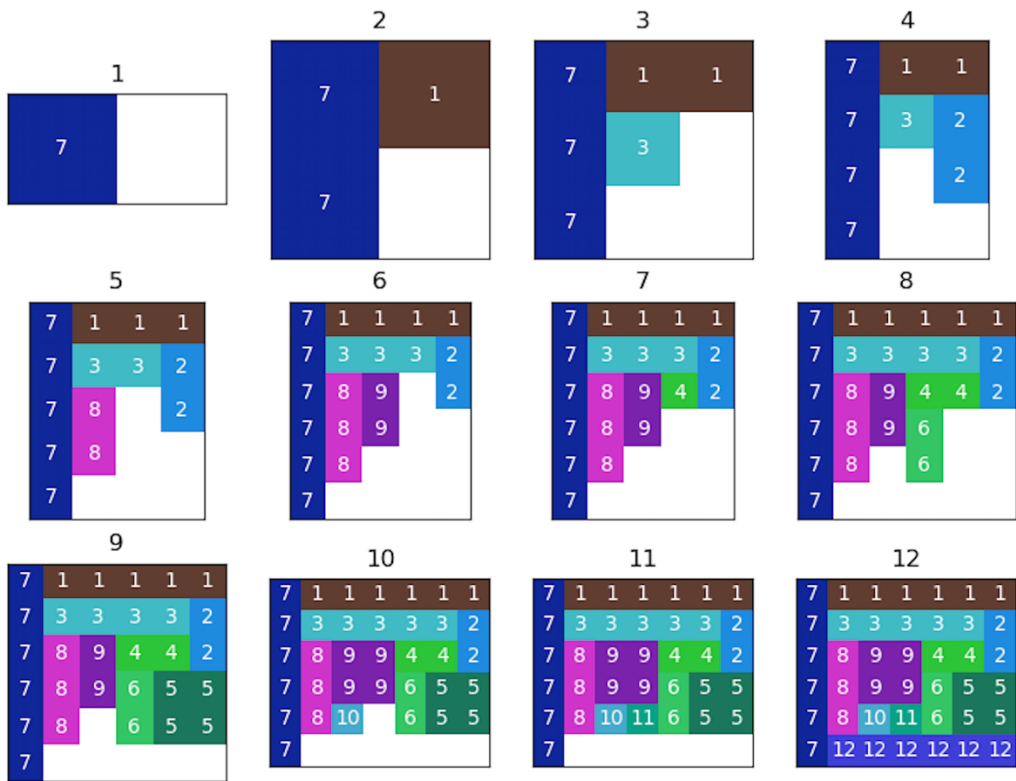 1
7
2
7 1
7
3
7 1 1
7 3
7
4
7 1 1
7 3 2
7 2
7
5
7 1 1 1
7 3 3 2
7 8 2
7 8
7
6
7 1 1 1 1
7 3 3 3 2
7 8 9 2
7 8 9
7 8
7
7
7 1 1 1 1
7 3 3 3 2
7 8 9 4 2
7 8 9
7 8
7
8
7 1 1 1 1 1
7 3 3 3 3 2
7 8 9 4 4 2
7 8 9 6
7 8 6
7
9
7 1 1 1 1 1
7 3 3 3 3 2
7 8 9 4 4 2
7 8 9 6 5 5
7 8 6 5 5
7
10
7 1 1 1 1 1 1
7 3 3 3 3 3 2
7 8 9 9 4 4 2
7 8 9 9 6 5 5
7 8 10 6 5 5
7
11
7 1 1 1 1 1 1
7 3 3 3 3 3 2
7 8 9 9 4 4 2
7 8 9 9 6 5 5
7 8 10 11 6 5 5
7
12
7 1 1 1 1 1 1
7 3 3 3 3 3 2
7 8 9 9 4 4 2
7 8 9 9 6 5 5
7 8 10 11 6 5 5
7 12 12 12 12 12 12